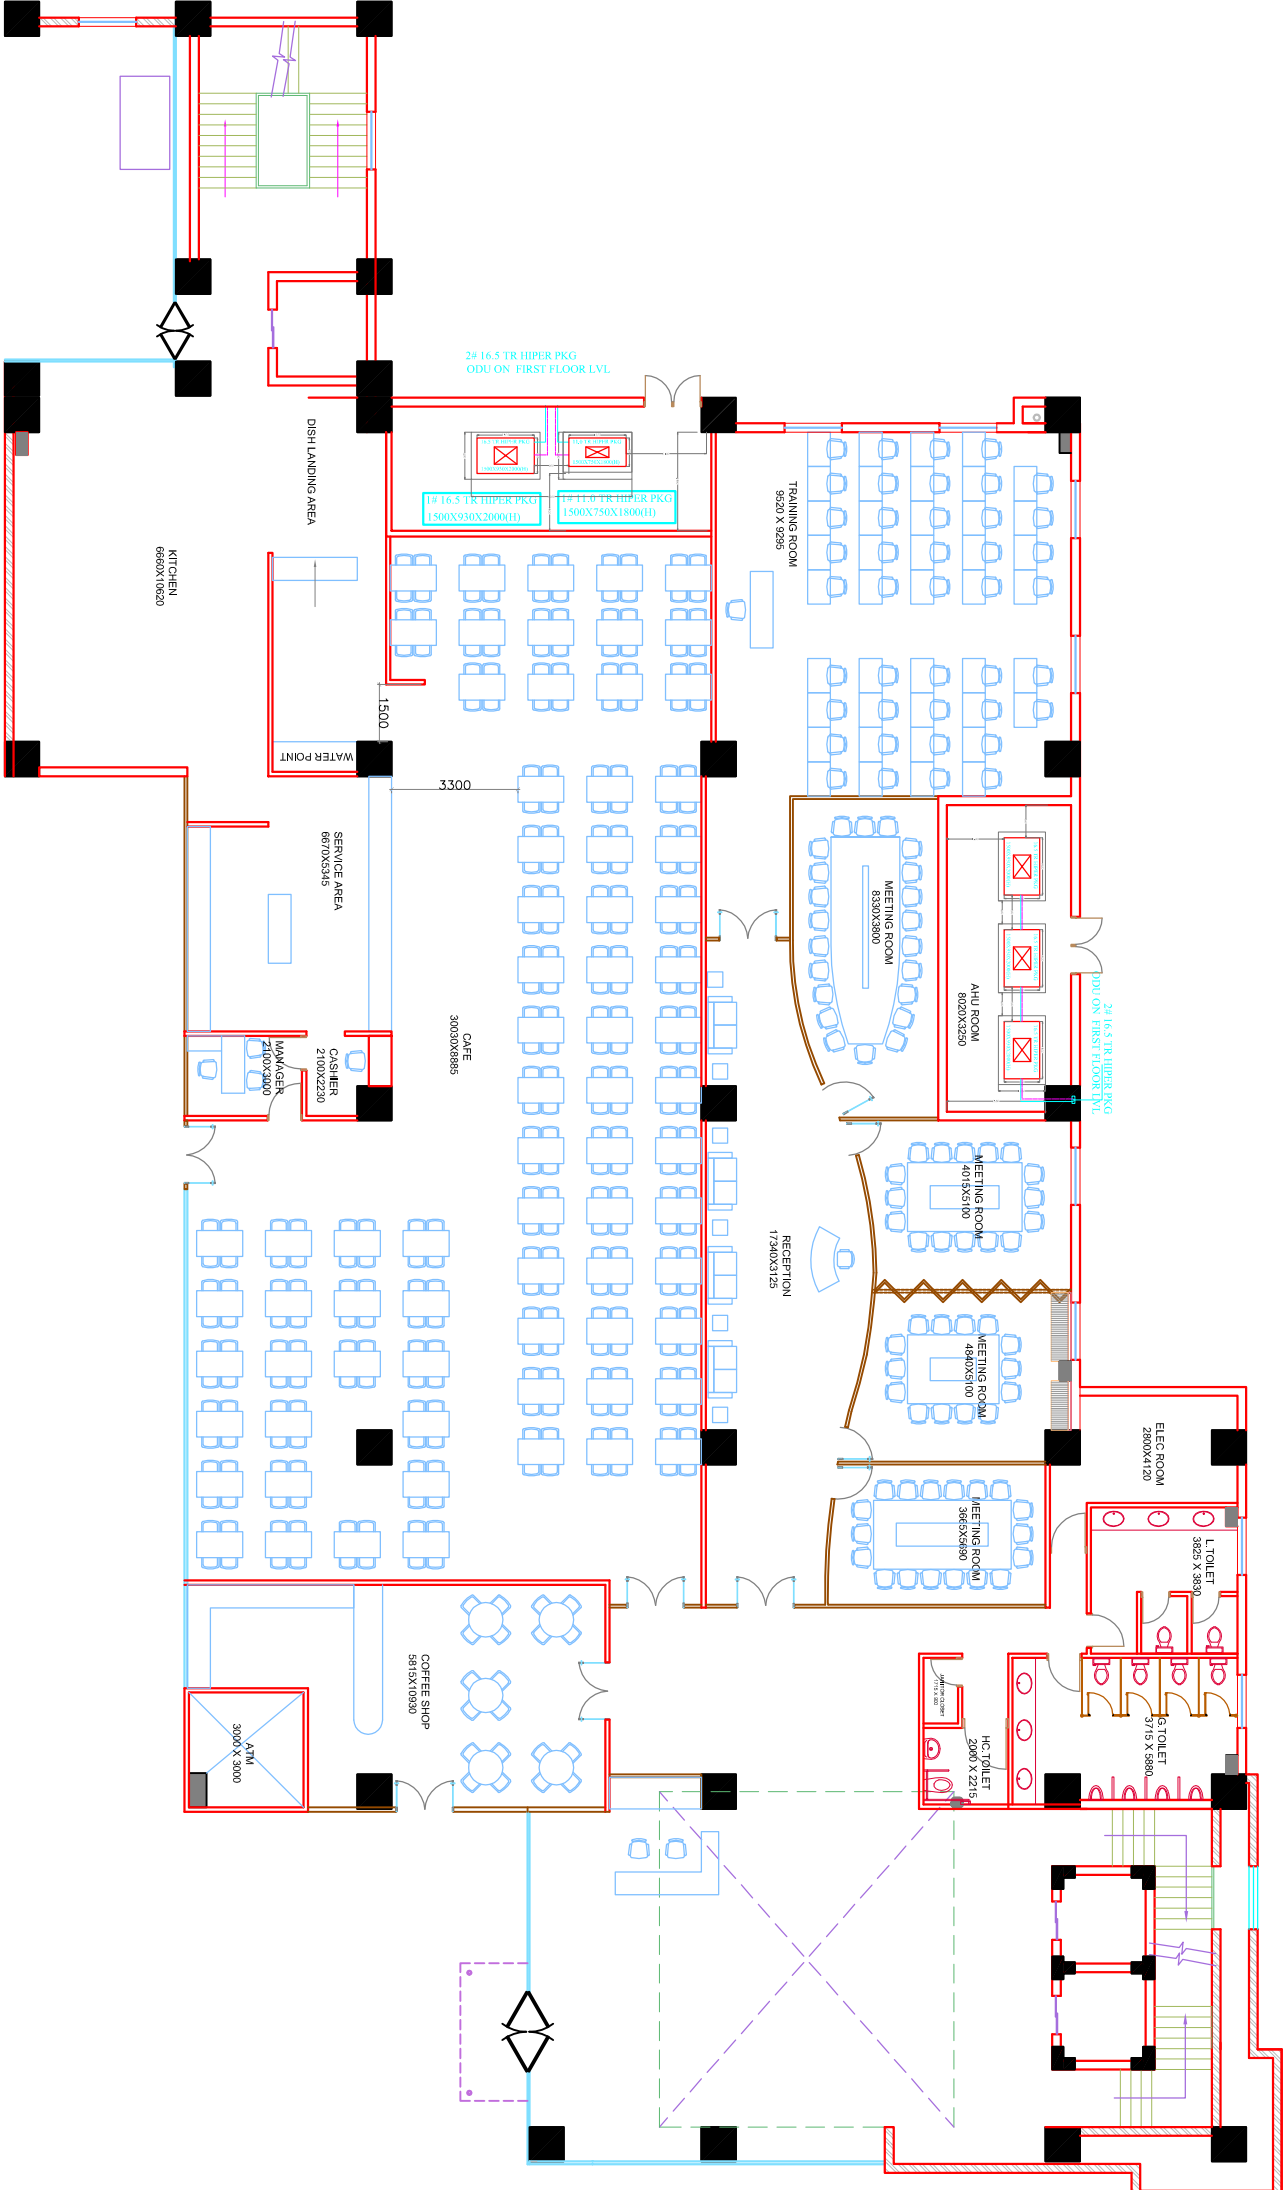 2# 16.5 TR HIPER PKG
ODU ON  FIRST FLOOR LVL
1# 16.5 TR HIPER PKG
1500X930X2000(H)
1# 11.0 TR HIPER PKG
1500X750X1800(H)
DISH LANDING AREA
KITCHEN
6660X10620
TRAINING ROOM
9520 X 9295
1500
WATER POINT
3300
SERVICE AREA
6670X5345
MEETING ROOM
8330X3800
AHU ROOM
8020X3250
2# 16.5 TR HIPER PKG
ODU ON  FIRST FLOOR LVL
CAFE
30030X8885
CASHIER
2100X2230
MANAGER
2100X3000
MEETING ROOM
4015X5100
RECEPTION
17340X3125
MEETING ROOM
4840X5100
ELEC ROOM
2800X4120
MEETING ROOM
3665X5690
L.TOILET
3825 X 3830
COFFEE SHOP
5815X10930
JANITOR CLOSET
G.TOILET
3715 X 5880
HC.TOILET
2000 X 2215
ATM
3000 X 3000